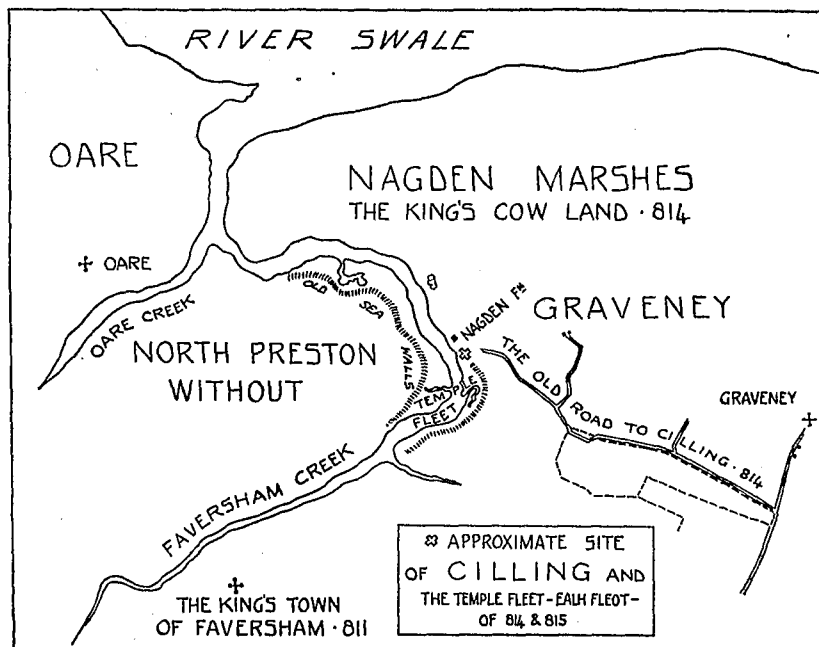 RIVER SWALE
OARE
NAGDEN MARSHES
THE KING'S COW LAND · 814
OARE
OARE CREEK
OLD SEA WALLS
NAGDEN FM
GRAVENEY
NORTH PRESTON
WITHOUT
TEMPLE
FLEET
THE OLD ROAD TO CILLING · 814
GRAVENEY
FAVERSHAM CREEK
THE KING'S TOWN
OF FAVERSHAM · 811
APPROXIMATE SITE
OF CILLING AND
THE TEMPLE FLEET-EALH FLEOT-
OF 814 & 815